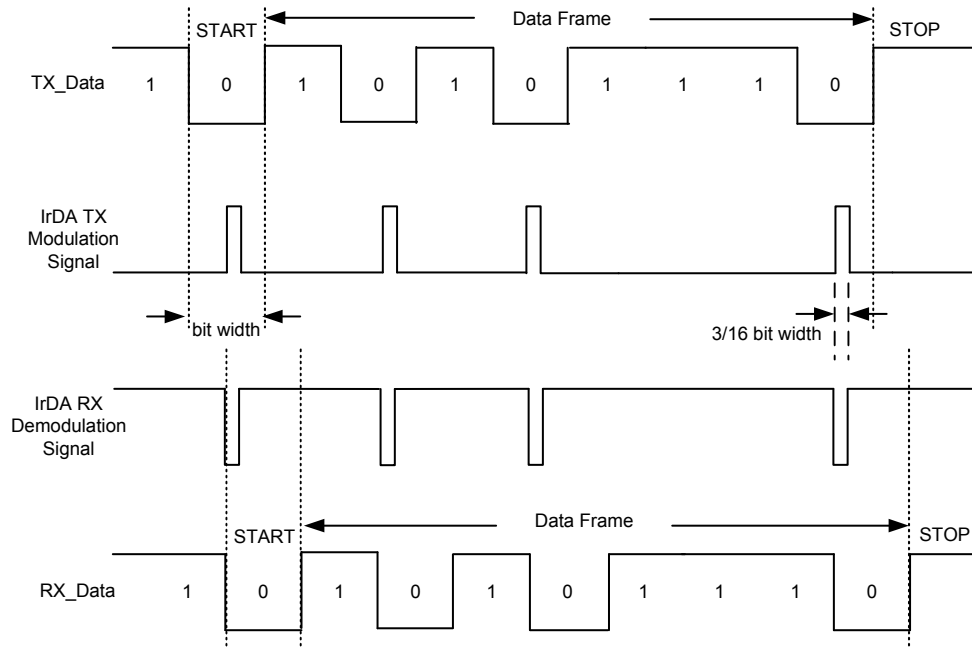 START
Data Frame
STOP
TX_Data
1 0 1 0 1 0 1 1 1 0
IrDA TX
Modulation
Signal
bit width
3/16 bit width
IrDA RX
Demodulation
Signal
START
Data Frame
STOP
RX_Data
1 0 1 0 1 0 1 1 1 0